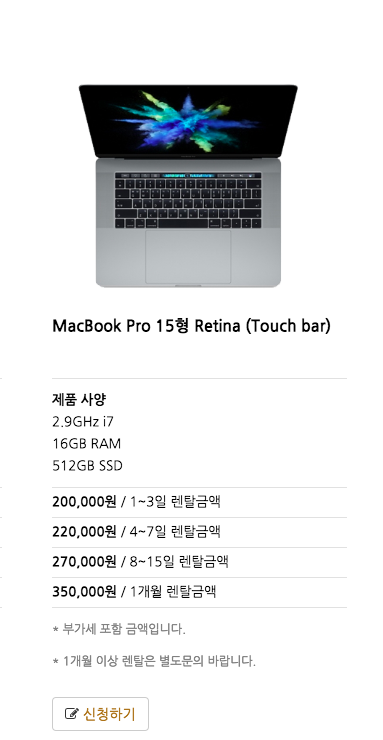 MacBook Pro 15형 Retina (Touch bar)
제품 사양
2.9GHz i7
16GB RAM
512GB SSD
200,000원 / 1~3일 렌탈금액
220,000원 / 4~7일 렌탈금액
270,000원 / 8~15일 렌탈금액
350,000원 / 1개월 렌탈금액
* 부가세 포함 금액입니다.
* 1개월 이상 렌탈은 별도문의 바랍니다.
신청하기